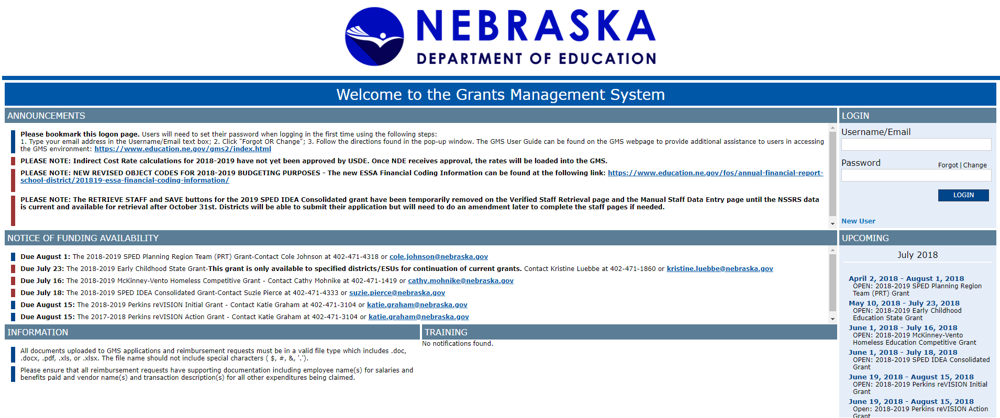 NEBRASKA
DEPARTMENT OF EDUCATION
Welcome to the Grants Management System
ANNOUNCEMENTS
Please bookmark this logon page. Users will need to set their password when logging in the first time using the following steps:
1. Type your email address in the Username/Email text box; 2. Click "Forgot OR Change"; 3. Follow the directions found in the pop-up window. The GMS User Guide can be found on the GMS webpage to provide additional assistance to users in accessing
the GMS environment: https://www.education.ne.gov/gms2/index.html
PLEASE NOTE: Indirect Cost Rate calculations for 2018-2019 have not yet been approved by USDE. Once NDE receives approval, the rates will be loaded into the GMS.
PLEASE NOTE: NEW REVISED OBJECT CODES FOR 2018-2019 BUDGETING PURPOSES - The new ESSA Financial Coding Information can be found at the following link: https://www.education.ne.gov/fos/annual-financial-report-
school-district/201819-essa-financial-coding-information/
PLEASE NOTE: The RETRIEVE STAFF and SAVE buttons for the 2019 SPED IDEA Consolidated grant have been temporarily removed on the Verified Staff Retrieval page and the Manual Staff Data Entry page until the NSSRS data
is current and available for retrieval after October 31st. Districts will be able to submit their application but will need to do an amendment later to complete the staff pages if needed.
LOGIN
Username/Email
Password
Forgot | Change
LOGIN
New User
NOTICE OF FUNDING AVAILABILITY
Due August 1: The 2018-2019 SPED Planning Region Team (PRT) Grant-Contact Cole Johnson at 402-471-4318 or cole.johnson@nebraska.gov
Due July 23: The 2018-2019 Early Childhood State Grant-This grant is only available to specified districts/ESUs for continuation of current grants. Contact Kristine Luebbe at 402-471-1860 or kristine.luebbe@nebraska.gov
Due July 16: The 2018-2019 McKinney-Vento Homeless Competitive Grant - Contact Cathy Mohnike at 402-471-1419 or cathy.mohnike@nebraska.gov
Due July 18: The 2018-2019 SPED IDEA Consolidated Grant-Contact Suzie Pierce at 402-471-4333 or suzie.pierce@nebraska.gov
Due August 15: The 2018-2019 Perkins reVISION Initial Grant - Contact Katie Graham at 402-471-3104 or katie.graham@nebraska.gov
Due August 15: The 2017-2018 Perkins reVISION Action Grant - Contact Katie Graham at 402-471-3104 or katie.graham@nebraska.gov
UPCOMING
July 2018
April 2, 2018 - August 1, 2018
OPEN: 2018-2019 SPED Planning Region
Team (PRT) Grant
May 10, 2018 - July 23, 2018
OPEN: 2018-2019 Early Childhood
Education State Grant
June 1, 2018 - July 16, 2018
OPEN: 2018-2019 McKinney-Vento
Homeless Education Competitive Grant
June 1, 2018 - July 18, 2018
OPEN: 2018-2019 SPED IDEA Consolidated
Grant
June 19, 2018 - August 15, 2018
OPEN: 2018-2019 Perkins reVISION Initial
Grant
June 19, 2018 - August 15, 2018
Open: 2018-2019 Perkins reVISION Action
Grant
INFORMATION
All documents uploaded to GMS applications and reimbursement requests must be in a valid file type which includes .doc,
.docx, .pdf, .xls, or .xlsx. The file name should not include special characters ( $, #, &, '.').
Please ensure that all reimbursement requests have supporting documentation including employee name(s) for salaries and
benefits paid and vendor name(s) and transaction description(s) for all other expenditures being claimed.
TRAINING
No notifications found.